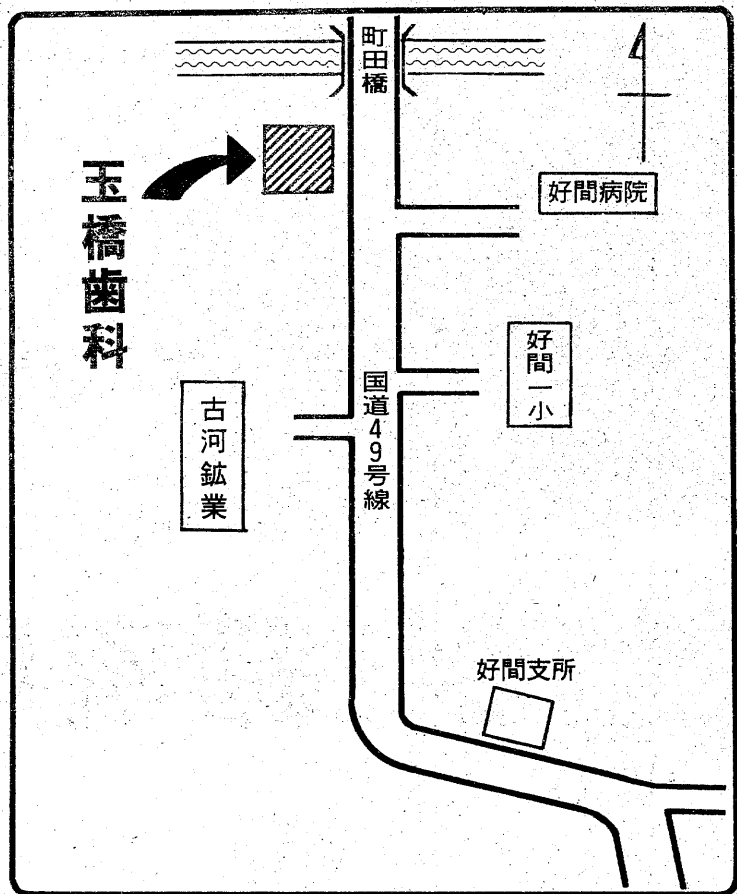 町田橋
玉橋歯科
好間病院
好間一小
国道49号線
古河鉱業
好間支所